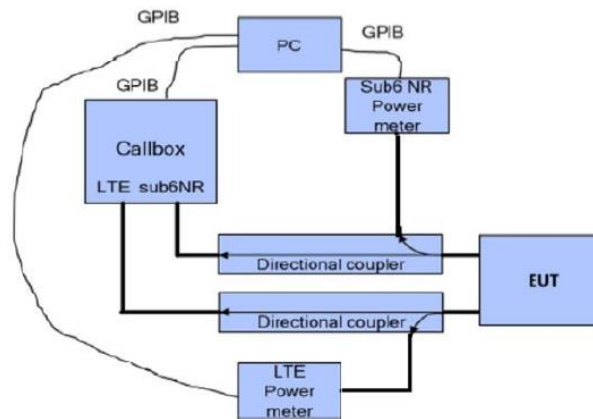 GPIB
PC
GPIB
GPIB
Sub6 NR
Power
meter
Callbox
LTE sub6NR
Directional coupler
EUT
Directional coupler
LTE
Power
meter